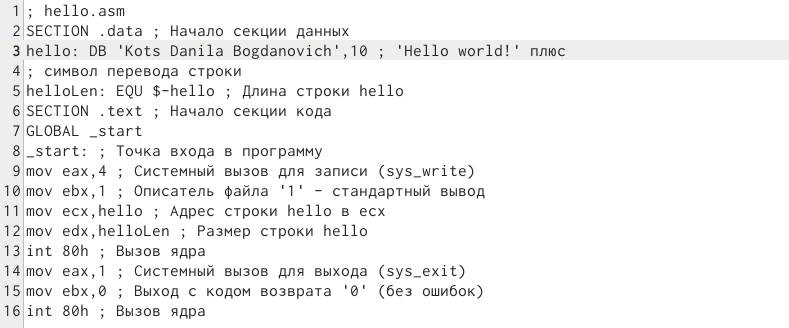 1 ; hello.asm
2 SECTION .data ; Начало секции данных
3 hello: DB 'Kots Danila Bogdanovich',10 ; 'Hello world!' плюс
4 ; символ перевода строки
5 helloLen: EQU $-hello ; Длина строки hello
6 SECTION .text ; Начало секции кода
7 GLOBAL _start
8 _start: ; Точка входа в программу
9 mov eax,4 ; Системный вызов для записи (sys_write)
10 mov ebx,1 ; Описатель файла '1' - стандартный вывод
11 mov ecx,hello ; Адрес строки hello в ecx
12 mov edx,helloLen ; Размер строки hello
13 int 80h ; Вызов ядра
14 mov eax,1 ; Системный вызов для выхода (sys_exit)
15 mov ebx,0 ; Выход с кодом возврата '0' (без ошибок)
16 int 80h ; Вызов ядра